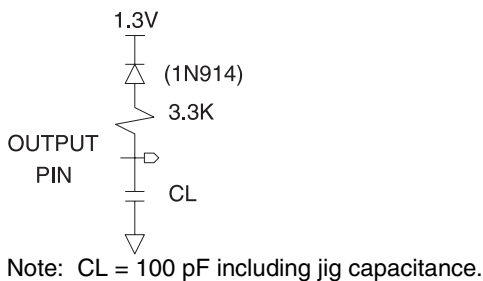 1.3V
(1N914)
3.3K
OUTPUT
PIN
CL
Note: CL = 100 pF including jig capacitance.